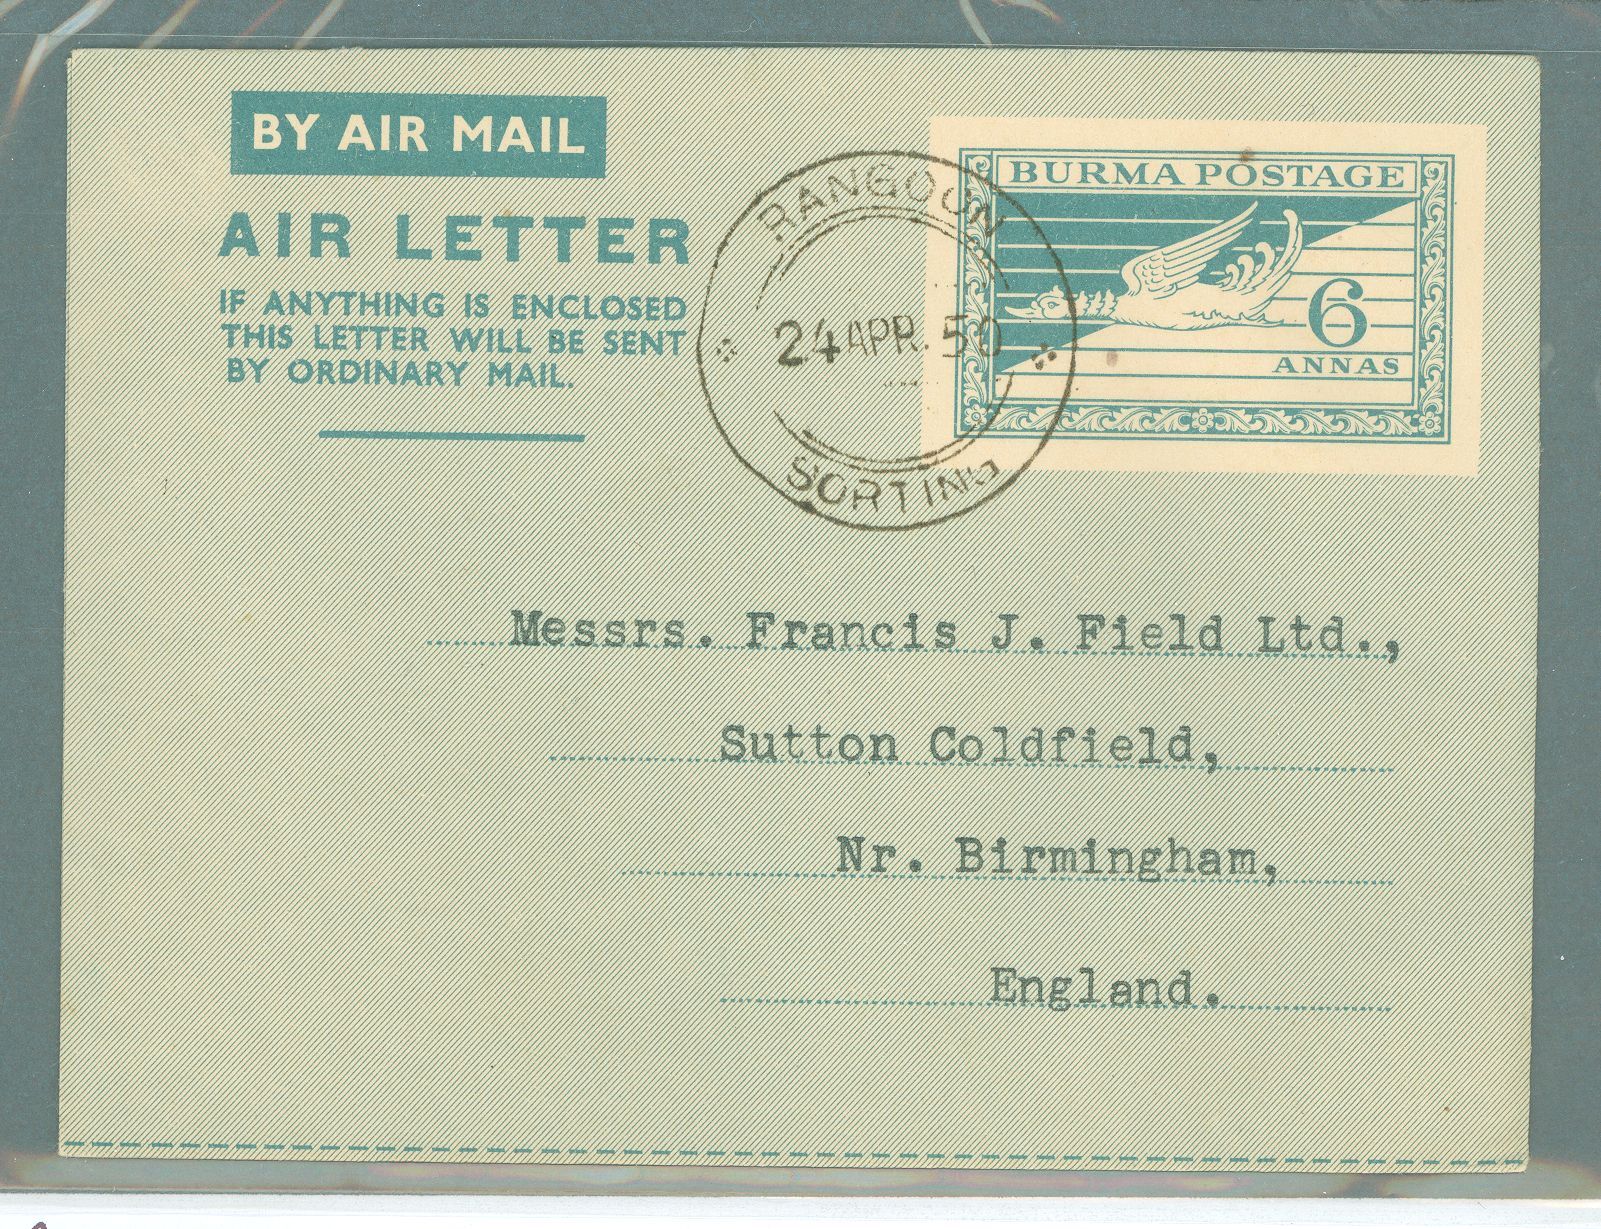 BY AIR MAIL
AIR LETTER
IF ANYTHING IS ENCLOSED
THIS LETTER WILL BE SENT
BY ORDINARY MAIL.
BURMA POSTAGE
6
ANNAS
RANGOON
24 APR. 50
SORTING
Messrs. Francis J. Field Ltd.,
Sutton Coldfield,
Nr. Birmingham,
England.